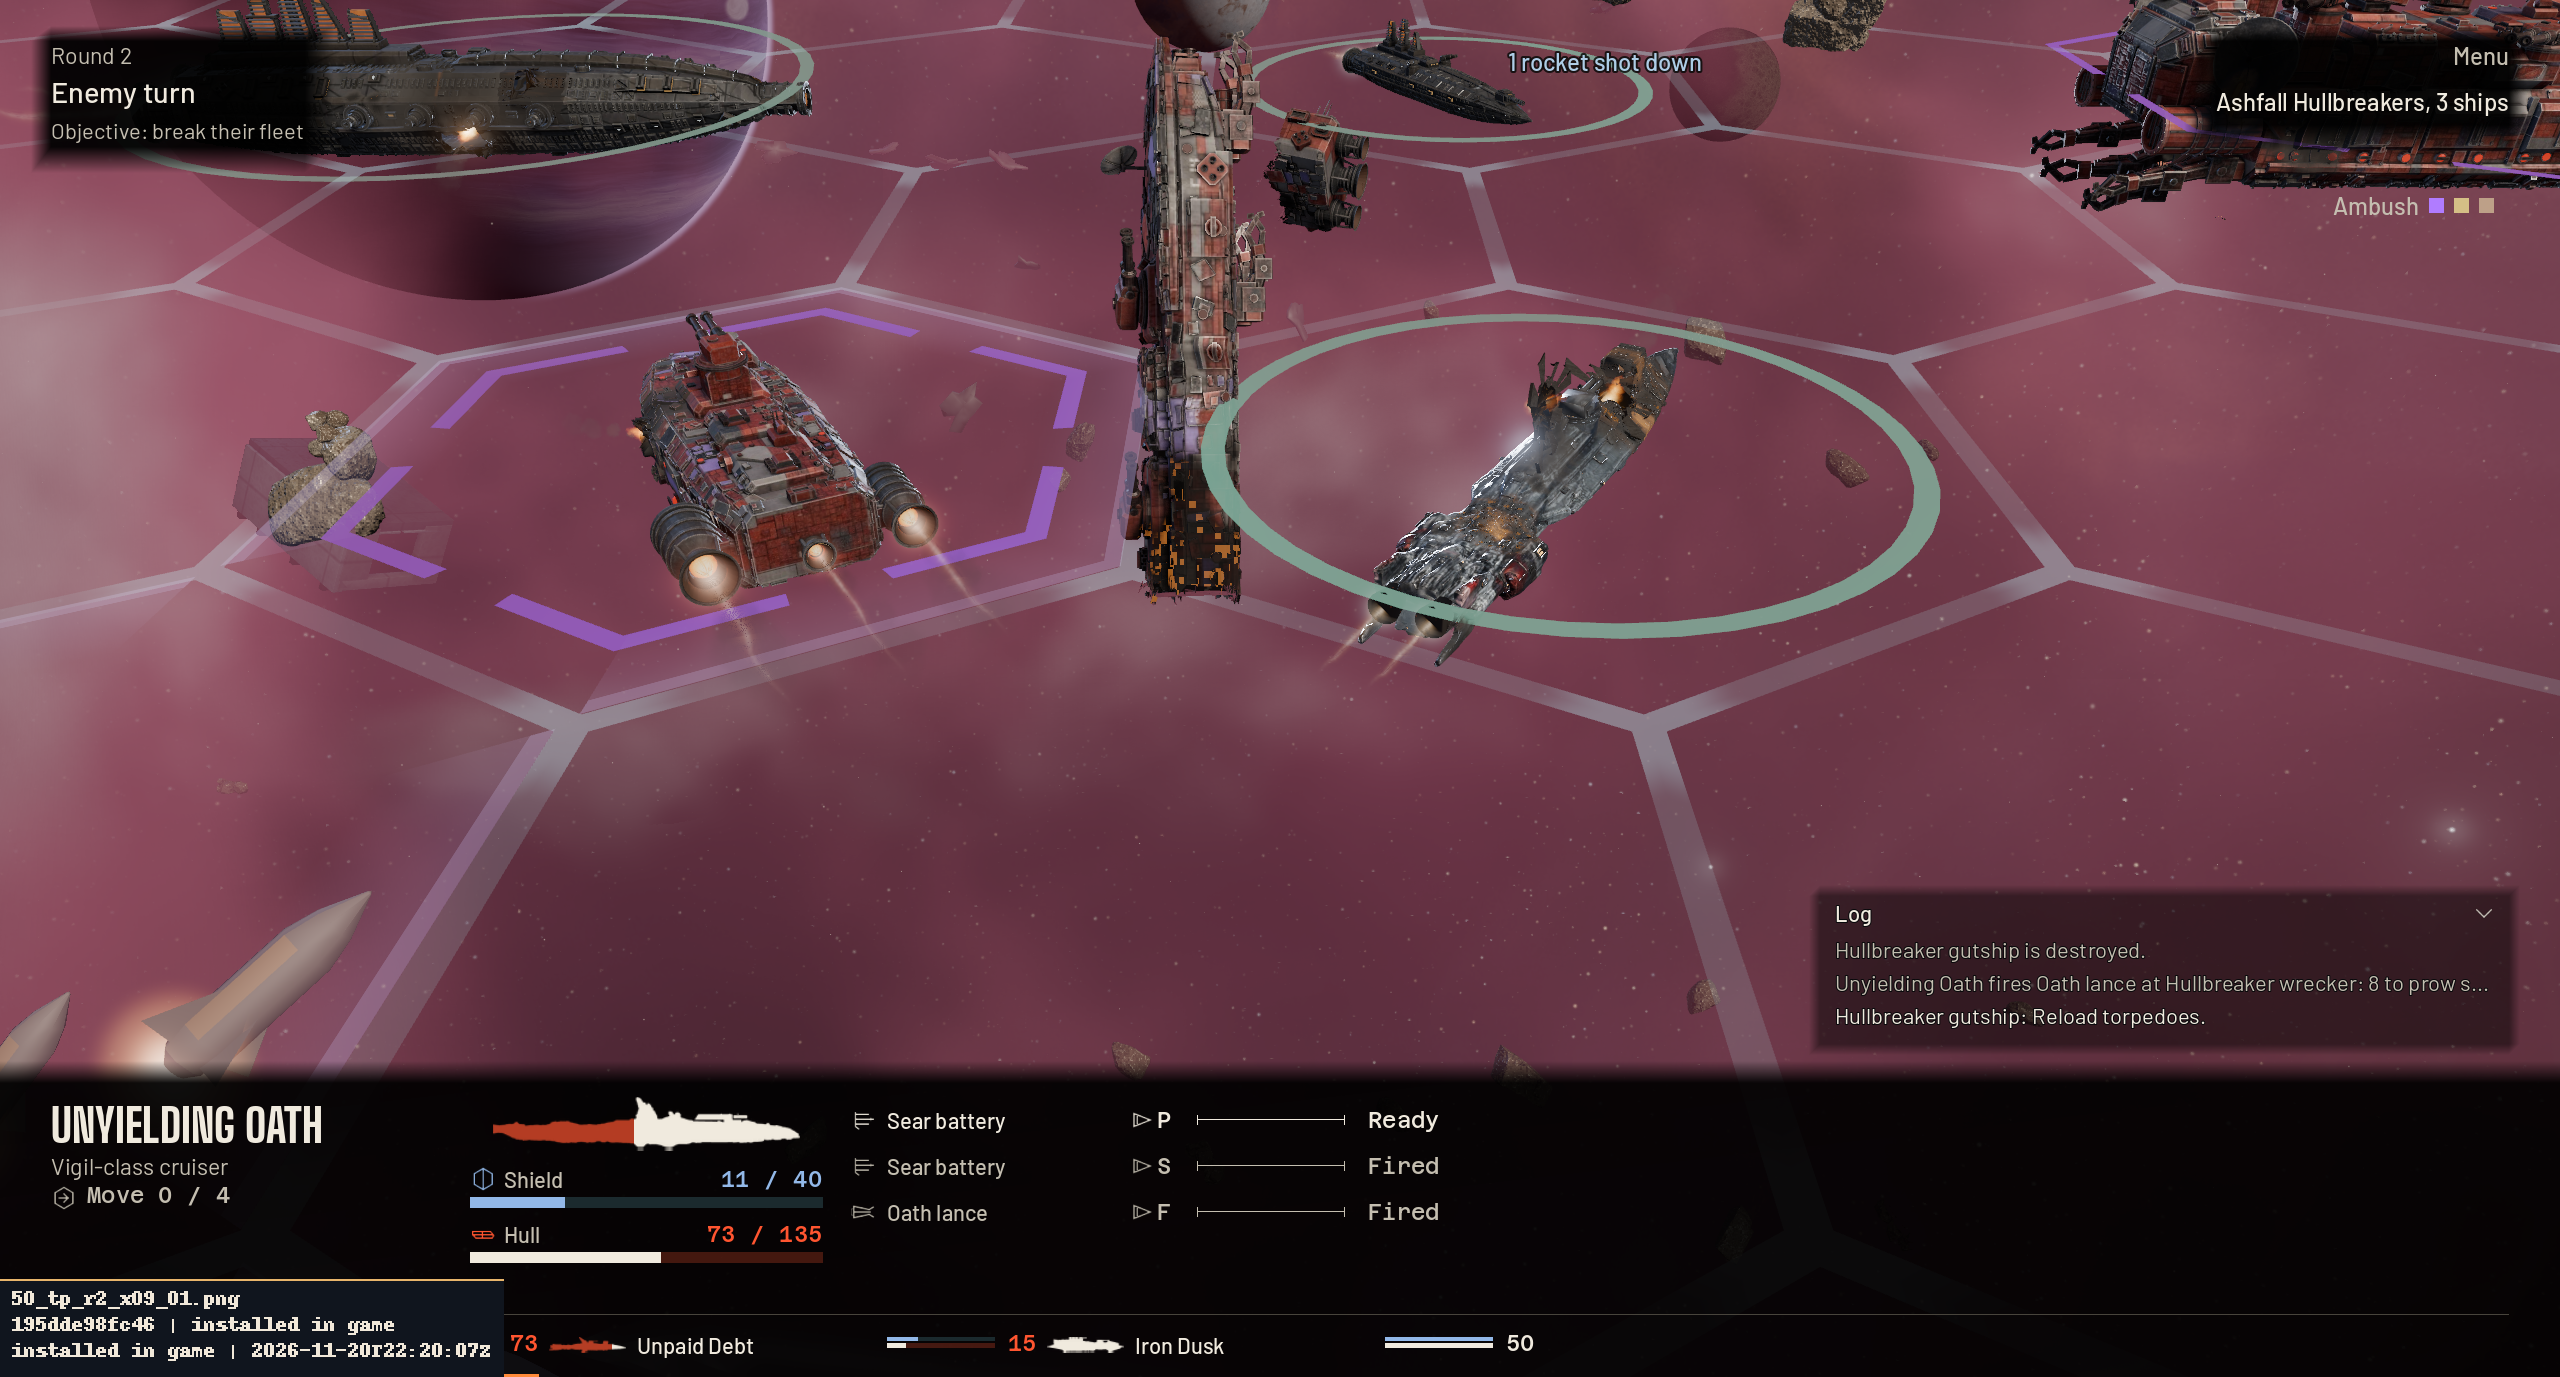 Round 2
Enemy turn
Objective: break their fleet
1 rocket shot down
Menu
Ashfall Hullbreakers, 3 ships
Ambush
Log
Hullbreaker gutship is destroyed.
Unyielding Oath fires Oath lance at Hullbreaker wrecker: 8 to prow s...
Hullbreaker gutship: Reload torpedoes.
UNYIELDING OATH
Vigil-class cruiser
Move 0 / 4
Shield 11 / 40
Hull 73 / 135
Sear battery P Ready
Sear battery S Fired
Oath lance F Fired
50_tp_r2_x09_01.png
195dde98fc46 | installed in game
installed in game | 2026-11-20T22:20:07Z
73 Unpaid Debt 15 Iron Dusk 50